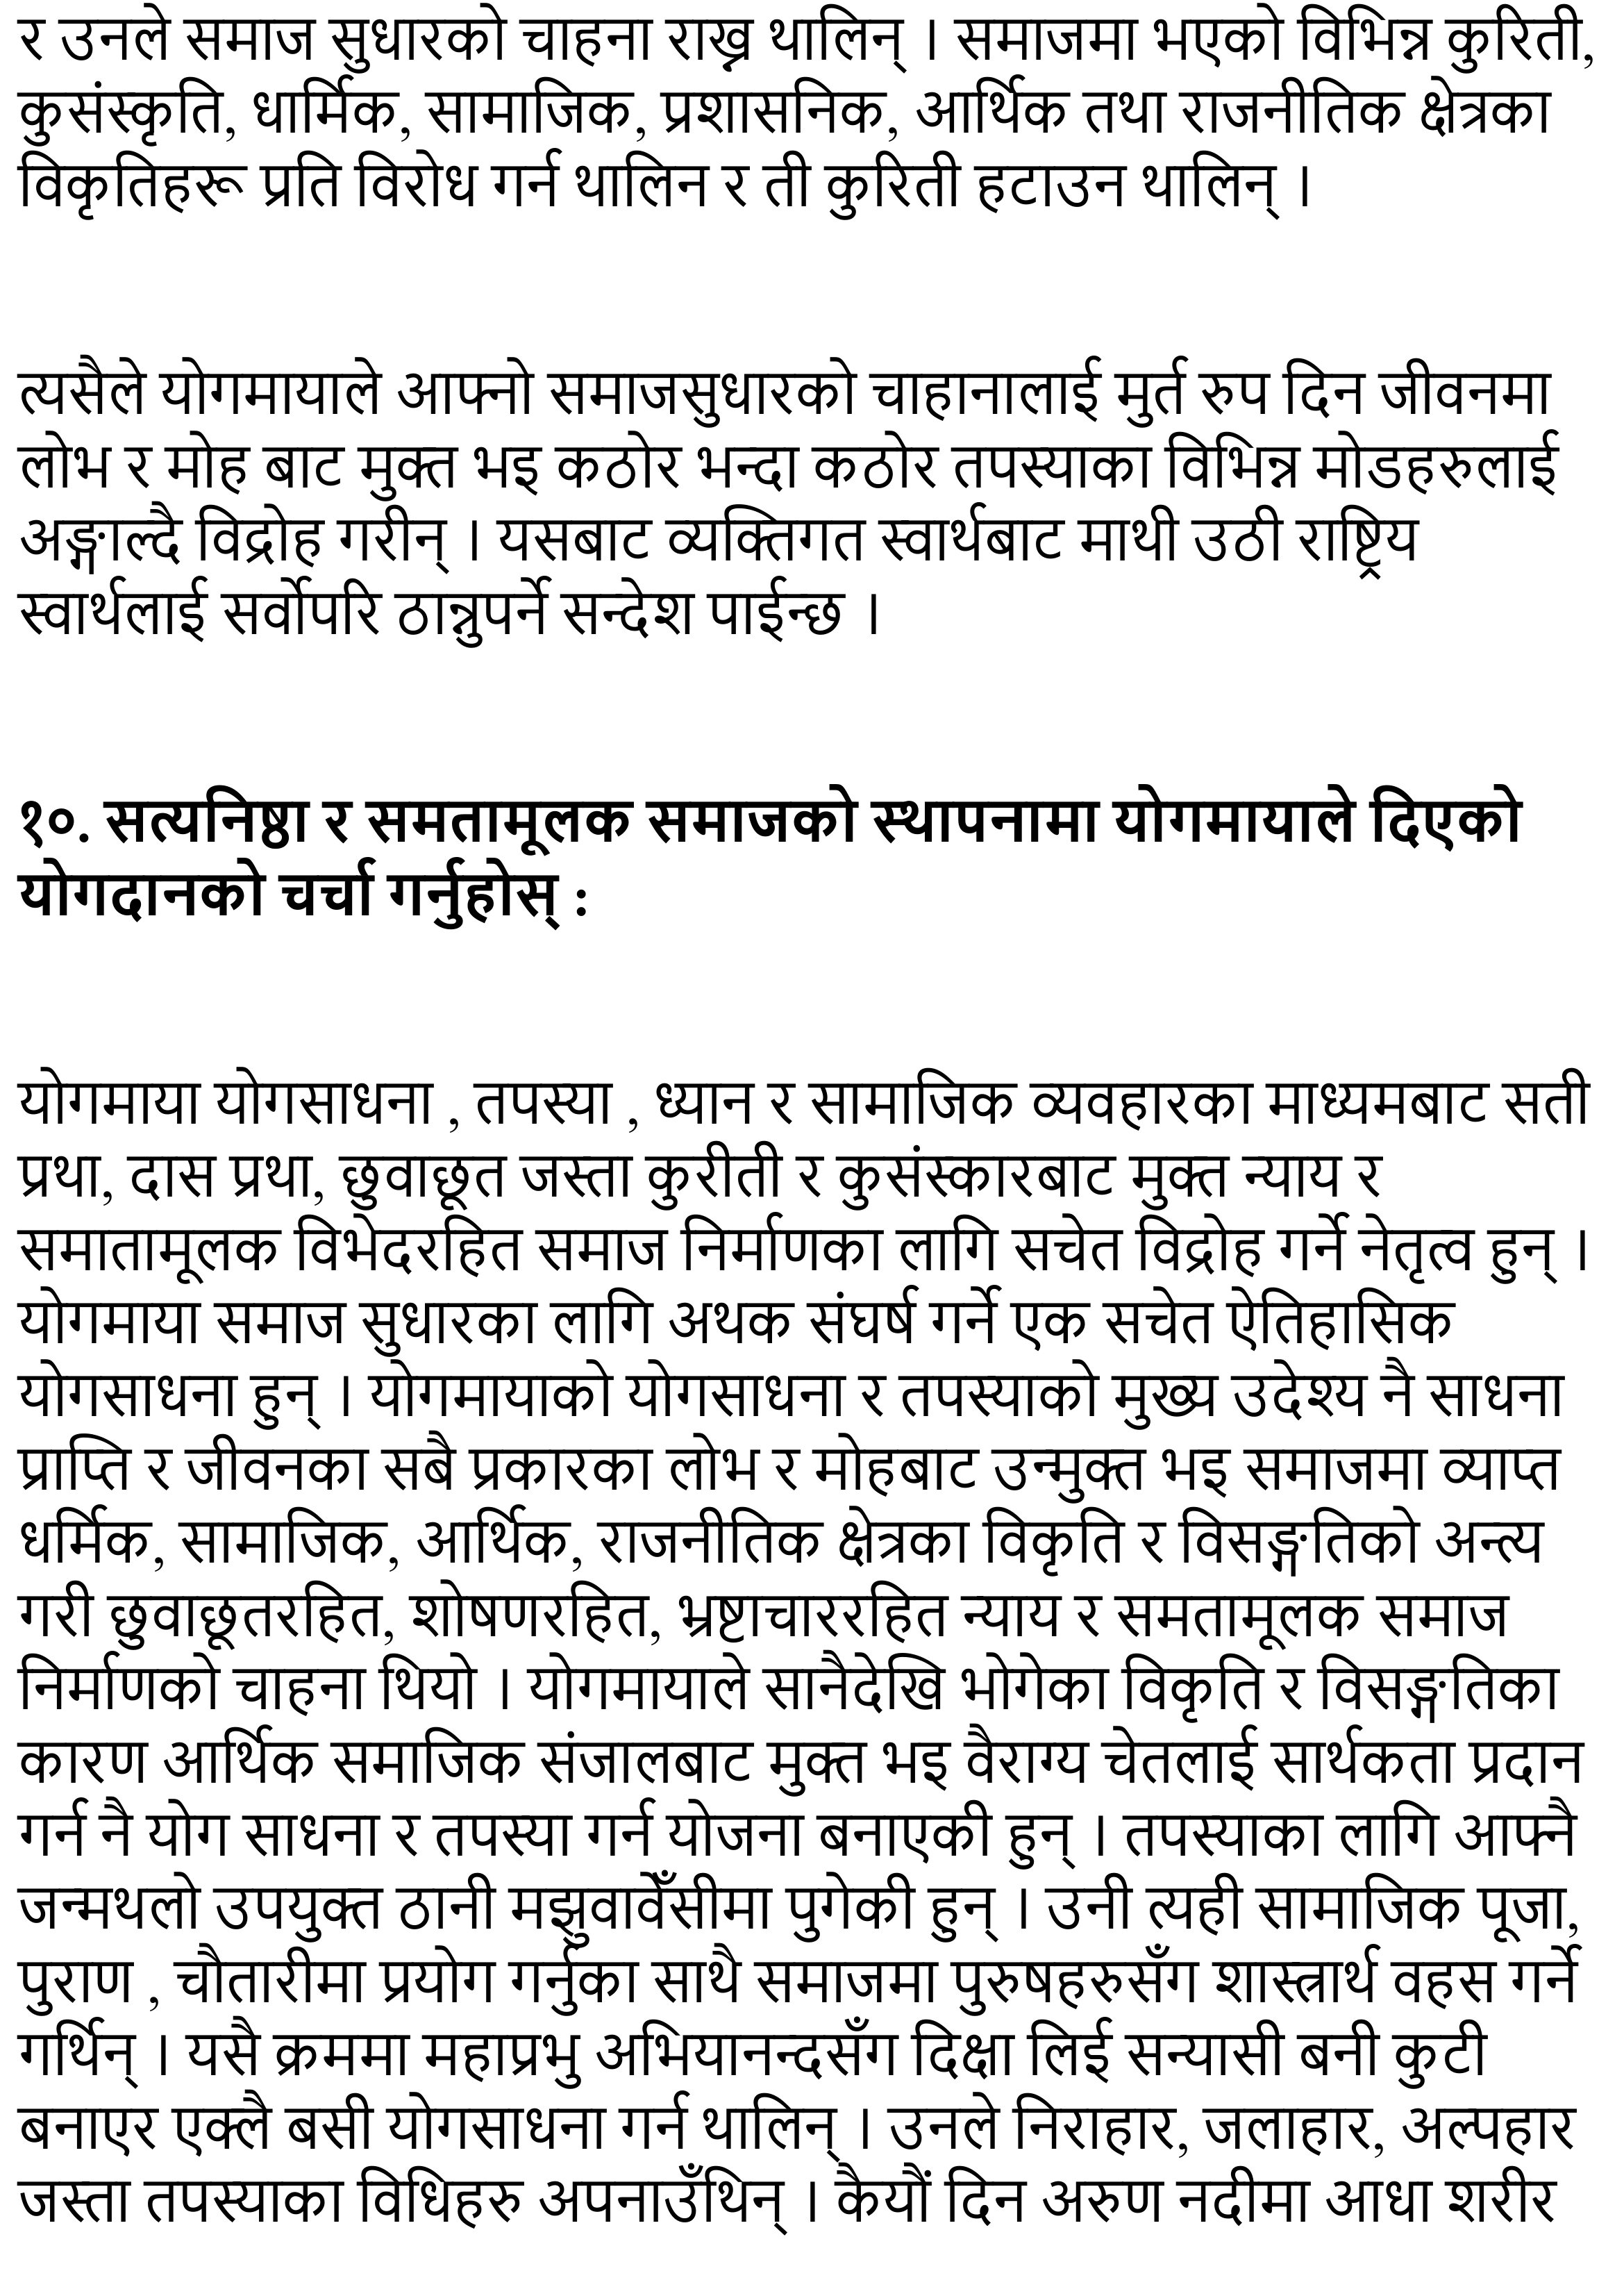 र उनले समाज सुधारको चाहना राख्न थालिन् । समाजमा भएको विभिन्न कुरिती,
कुसंस्कृति, धार्मिक, सामाजिक, प्रशासनिक, आर्थिक तथा राजनीतिक क्षेत्रका
विकृतिहरू प्रति विरोध गर्न थालिन र ती कुरिती हटाउन थालिन् ।
त्यसैले योगमायाले आफ्नो समाजसुधारको चाहानालाई मुर्त रुप दिन जीवनमा
लोभ र मोह बाट मुक्त भइ कठोर भन्दा कठोर तपस्याका विभिन्न मोडहरुलाई
अङ्गाल्दै विद्रोह गरीन् । यसबाट व्यक्तिगत स्वार्थबाट माथी उठी राष्ट्रिय
स्वार्थलाई सर्वोपरि ठान्नुपर्ने सन्देश पाईन्छ ।
१०. सत्यनिष्ठा र समतामूलक समाजको स्थापनामा योगमायाले दिएको
योगदानको चर्चा गर्नुहोस् :
योगमाया योगसाधना , तपस्या , ध्यान र सामाजिक व्यवहारका माध्यमबाट सती
प्रथा, दास प्रथा, छुवाछूत जस्ता कुरीती र कुसंस्कारबाट मुक्त न्याय र
समातामूलक विभेदरहित समाज निर्माणका लागि सचेत विद्रोह गर्ने नेतृत्व हुन् ।
योगमाया समाज सुधारका लागि अथक संघर्ष गर्ने एक सचेत ऐतिहासिक
योगसाधना हुन् । योगमायाको योगसाधना र तपस्याको मुख्य उदेश्य नै साधना
प्राप्ति र जीवनका सबै प्रकारका लोभ र मोहबाट उन्मुक्त भइ समाजमा व्याप्त
धर्मिक, सामाजिक, आर्थिक, राजनीतिक क्षेत्रका विकृति र विसङ्गतिको अन्त्य
गरी छुवाछूतरहित, शोषणरहित, भ्रष्टाचाररहित न्याय र समतामूलक समाज
निर्माणको चाहना थियो । योगमायाले सानैदेखि भोगेका विकृति र विसङ्गतिका
कारण आर्थिक समाजिक संजालबाट मुक्त भइ वैराग्य चेतलाई सार्थकता प्रदान
गर्न नै योग साधना र तपस्या गर्न योजना बनाएकी हुन् । तपस्याका लागि आफ्नै
जन्मथलो उपयुक्त ठानी मझुवावेँसीमा पुगेकी हुन् । उनी त्यही सामाजिक पूजा,
पुराण , चौतारीमा प्रयोग गर्नुका साथै समाजमा पुरुषहरुसँग शास्त्रार्थ वहस गर्ने
गर्थिन् । यसै क्रममा महाप्रभु अभियानन्दसँग दिक्षा लिई सन्यासी बनी कुटी
बनाएर एक्लै बसी योगसाधना गर्न थालिन् । उनले निराहार, जलाहार, अल्पहार
जस्ता तपस्याका विधिहरु अपनाउँथिन् । कैयौं दिन अरुण नदीमा आधा शरीर